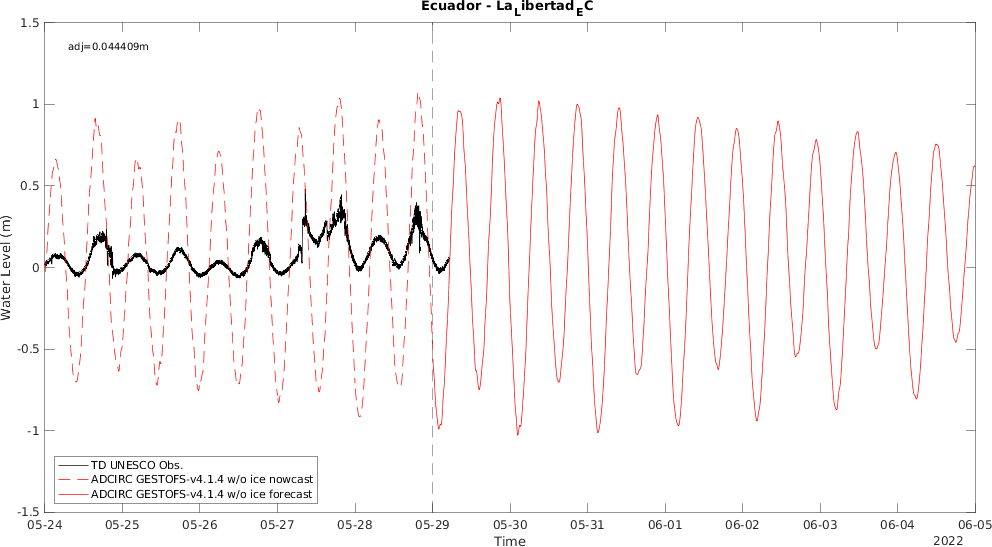 Ecuador - LaLibertadEC
adj=0.044409m
1.5
1
0.5
0
-0.5
-1
-1.5
Water Level (m)
TD UNESCO Obs.
ADCIRC GESTOFS-v4.1.4 w/o ice nowcast
ADCIRC GESTOFS-v4.1.4 w/o ice forecast
05-24 05-25 05-26 05-27 05-28 05-29 05-30 05-31 06-01 06-02 06-03 06-04 06-05
Time
2022